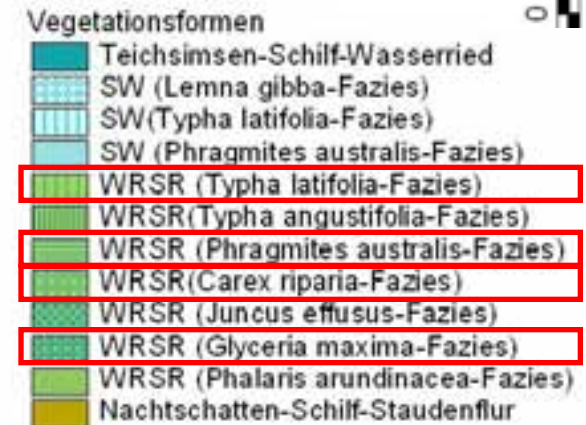 Vegetationsformen
Teichsimsen-Schilf-Wasserried
SW (Lemna gibba-Fazies)
SW(Typha latifolia-Fazies)
SW (Phragmites australis-Fazies)
WRSR (Typha latifolia-Fazies)
WRSR(Typha angustifolia-Fazies)
WRSR (Phragmites australis-Fazies)
WRSR(Carex riparia-Fazies)
WRSR (Juncus effusus-Fazies)
WRSR (Glyceria maxima-Fazies)
WRSR (Phalaris arundinacea-Fazies)
Nachtschatten-Schilf-Staudenflur